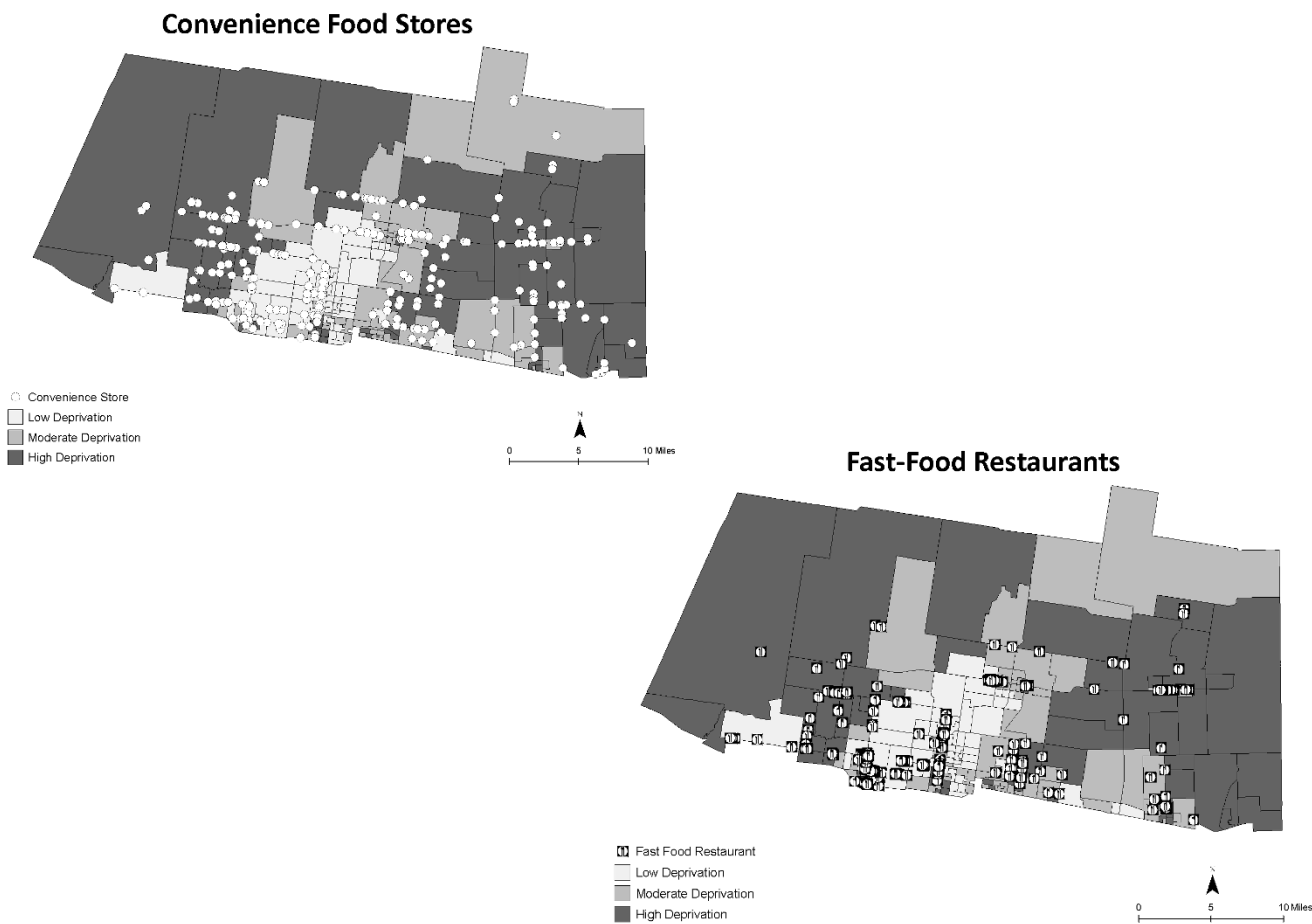 Convenience Food Stores
Convenience Store
Low Deprivation
Moderate Deprivation
High Deprivation
N
0 5 10 Miles
Fast-Food Restaurants
Fast Food Restaurant
Low Deprivation
Moderate Deprivation
High Deprivation
0 5 10 Miles